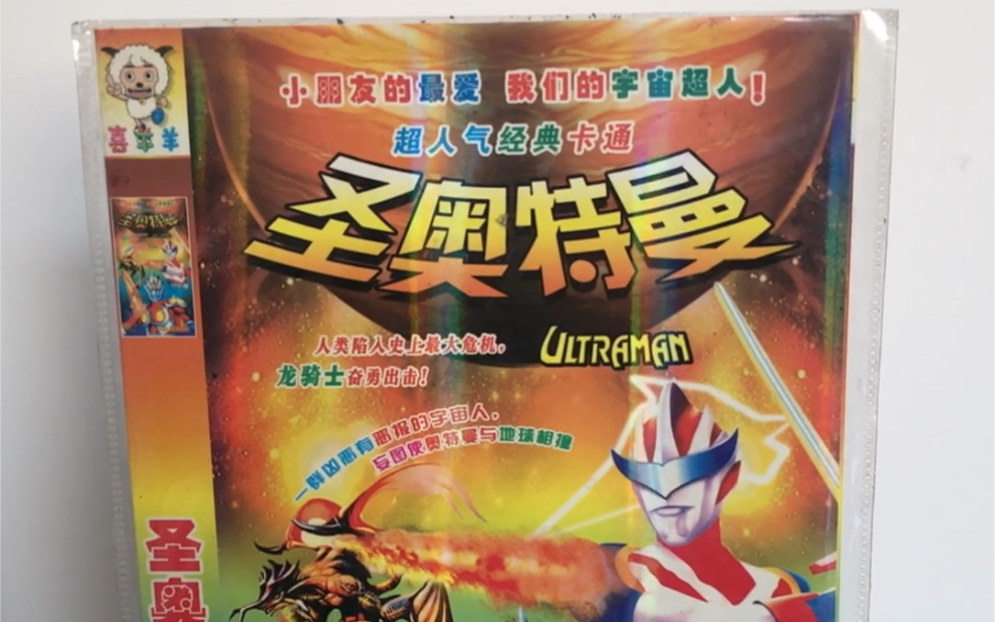 小朋友的最爱 我们的宇宙超人!
超人气经典卡通
圣奥特曼
ULTRAMAN
人类陷入史上最大危机,
龙骑士奋勇出击!
一群凶恶有恶报的宇宙人,
妄图使奥特曼与地球相撞
喜羊羊
圣奥